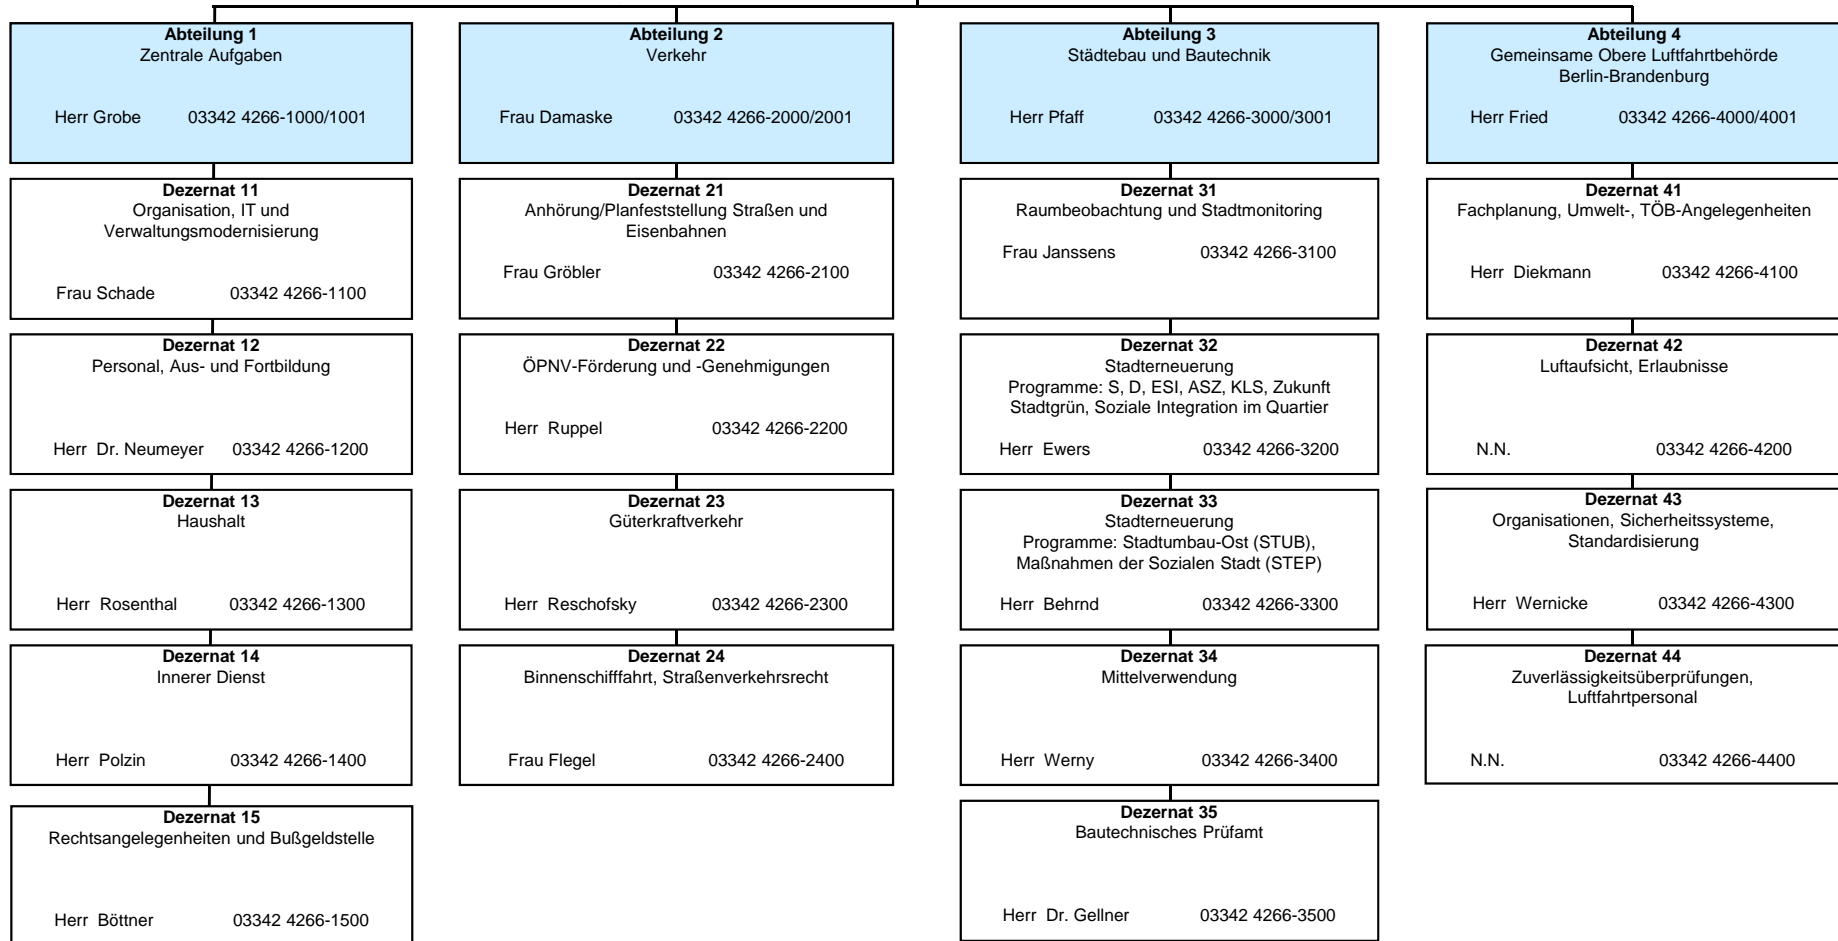 Abteilung 1
Zentrale Aufgaben
Herr Grobe 03342 4266-1000/1001
Dezernat 11
Organisation, IT und
Verwaltungsmodernisierung
Frau Schade 03342 4266-1100
Dezernat 12
Personal, Aus- und Fortbildung
Herr Dr. Neumeyer 03342 4266-1200
Dezernat 13
Haushalt
Herr Rosenthal 03342 4266-1300
Dezernat 14
Innerer Dienst
Herr Polzin 03342 4266-1400
Dezernat 15
Rechtsangelegenheiten und Bußgeldstelle
Herr Böttner 03342 4266-1500
Abteilung 2
Verkehr
Frau Damaske 03342 4266-2000/2001
Dezernat 21
Anhörung/Planfeststellung Straßen und
Eisenbahnen
Frau Gröbler 03342 4266-2100
Dezernat 22
ÖPNV-Förderung und -Genehmigungen
Herr Ruppel 03342 4266-2200
Dezernat 23
Güterkraftverkehr
Herr Reschofsky 03342 4266-2300
Dezernat 24
Binnenschifffahrt, Straßenverkehrsrecht
Frau Flegel 03342 4266-2400
Abteilung 3
Städtebau und Bautechnik
Herr Pfaff 03342 4266-3000/3001
Dezernat 31
Raumbeobachtung und Stadtmonitoring
Frau Janssens 03342 4266-3100
Dezernat 32
Stadterneuerung
Programme: S, D, ESI, ASZ, KLS, Zukunft
Stadtgrün, Soziale Integration im Quartier
Herr Ewers 03342 4266-3200
Dezernat 33
Stadterneuerung
Programme: Stadtumbau-Ost (STUB),
Maßnahmen der Sozialen Stadt (STEP)
Herr Behrnd 03342 4266-3300
Dezernat 34
Mittelverwendung
Herr Werny 03342 4266-3400
Dezernat 35
Bautechnisches Prüfamt
Herr Dr. Gellner 03342 4266-3500
Abteilung 4
Gemeinsame Obere Luftfahrtbehörde
Berlin-Brandenburg
Herr Fried 03342 4266-4000/4001
Dezernat 41
Fachplanung, Umwelt-, TÖB-Angelegenheiten
Herr Diekmann 03342 4266-4100
Dezernat 42
Luftaufsicht, Erlaubnisse
N.N. 03342 4266-4200
Dezernat 43
Organisationen, Sicherheitssysteme,
Standardisierung
Herr Wernicke 03342 4266-4300
Dezernat 44
Zuverlässigkeitsüberprüfungen,
Luftfahrtpersonal
N.N. 03342 4266-4400